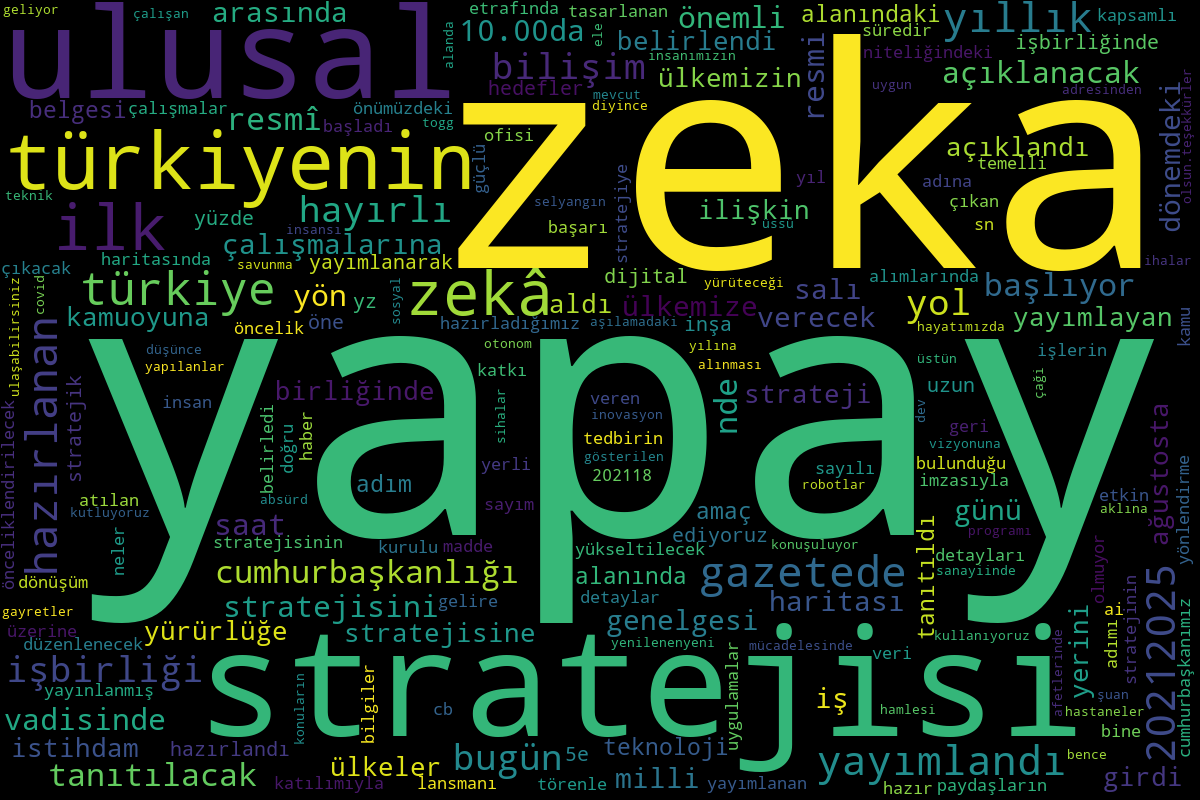 geliyor
çalışan
arasında
etrafında
tasarlanan
önemli
alanındaki
yıllık
kapsamlı
ulusal
10.00da
ele
belirlendi
süredir
resmi
niteliğindeki
işbirliğinde
alanda
bilişim
insanımızın
ülkemizin
açıklanacak
hedefler
mevcut
uygun
adresinden
belgesi
çalışmalar
önümüzdeki
diyince
resmî
başladı
togg
ofisi
zeka
dönemdeki
olsun.teşekkürler
türkiyenin
güçlü
açıklandı
temelli
stratejiye
yıl
adına
teknik
ilk
yüzde
hayırlı
selyangın
ilişkin
çıkan
insansı
başarı
üssü
sn
çalışmalarına
çıkacak
haritasında
savunma
yayımlanarak
dijital
yürüteceği
alımlarında
başlıyor
ihalar
türkiye
yön
yz
sosyal
zekâ
aldı
ülkemize
salı
yol
ulaşabilirsiniz
covid
kamuoyuna
öncelik
öne
hazırladığımız
aşılamadaki
inşa
verecek
hayatımızda
yayımlayan
kamu
yapay
düşünce
yapılanlar
otonom
yılına
alınması
katkı
üstün
işlerin
hazırlanan
stratejik
insan
birliğinde
veren
inovasyon
nde
strateji
dev
uzun
çağı
önceliklendirilecek
belirledi
doğru
haber
sihalar
tedbirin
gösterilen
202118
geri
vizyonuna
ağustosta
yerli
sayılı
robotlar
bulunduğu
imzasıyla
yönlendirme
atılan
kutluyoruz
absürd
adım
sayım
etkin
aklına
neler
saat
amaç
ediyoruz
günü
programı
stratejisinin
kurulu
madde
yükseltilecek
konuşuluyor
tanıtıldı
detayları
sanayiinde
olmuyor
dönüşüm
cumhurbaşkanlığı
alanında
gazetede
20212025
gayretler
stratejisini
gelire
detaylar
haritası
ai
stratejinin
cumhurbaşkanımız
üzerine
yürürlüğe
stratejisine
genelgesi
kullanıyoruz
yerini
adımı
düzenlenecek
yenilenenyeni
mücadelesinde
veri
işbirliği
stratejisi
afetlerinde
şuan
yayınlanmış
konuların
bilgiler
cb
uygulamalar
iş
hamlesi
hastaneler
vadisinde
bine
istihdam
hazırlandı
bugün
5e
teknoloji
yayımlandı
bence
tanıtılacak
katılımıyla
ülkeler
lansmanı
törenle
milli
yayımlanan
hazır
paydaşların
girdi